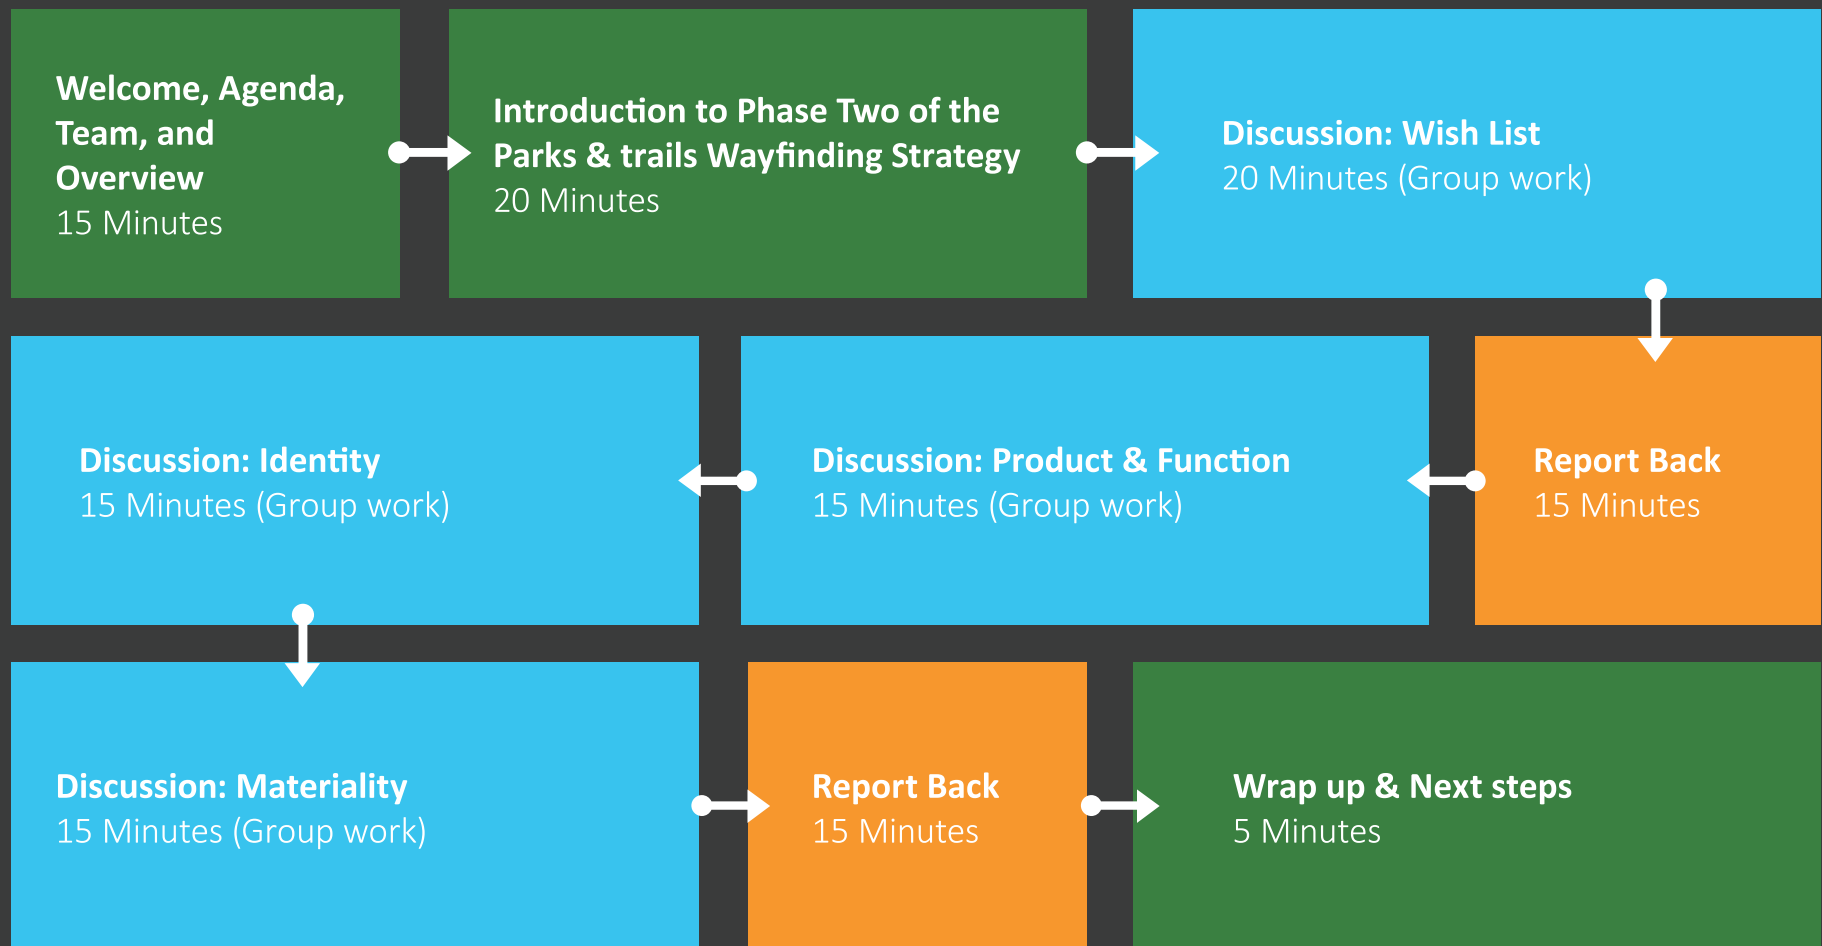 Welcome, Agenda,
Team, and
Overview
15 Minutes
Introduction to Phase Two of the
Parks & trails Wayfinding Strategy
20 Minutes
Discussion: Wish List
20 Minutes (Group work)
Report Back
15 Minutes
Discussion: Product & Function
15 Minutes (Group work)
Discussion: Identity
15 Minutes (Group work)
Discussion: Materiality
15 Minutes (Group work)
Report Back
15 Minutes
Wrap up & Next steps
5 Minutes